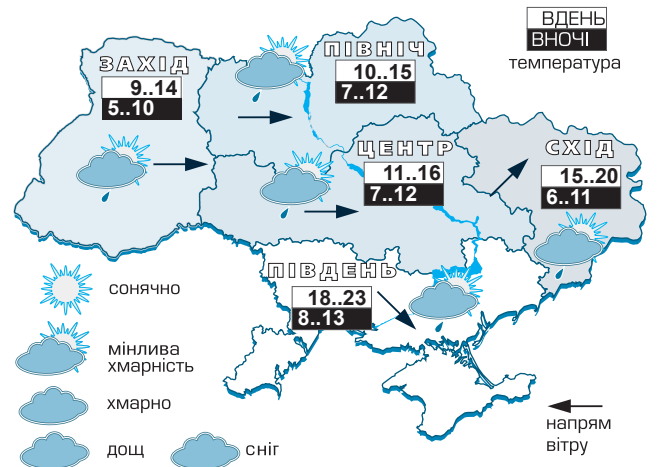 ВДЕНЬ
ВНОЧІ
температура
ПІВНІЧ
10..15
7..12
ЗАХІД
9..14
5..10
ЦЕНТР
11..16
7..12
СХІД
15..20
6..11
ПІВДЕНЬ
18..23
8..13
сонячно
мінлива
хмарність
хмарно
дощ
сніг
напрям
вітру